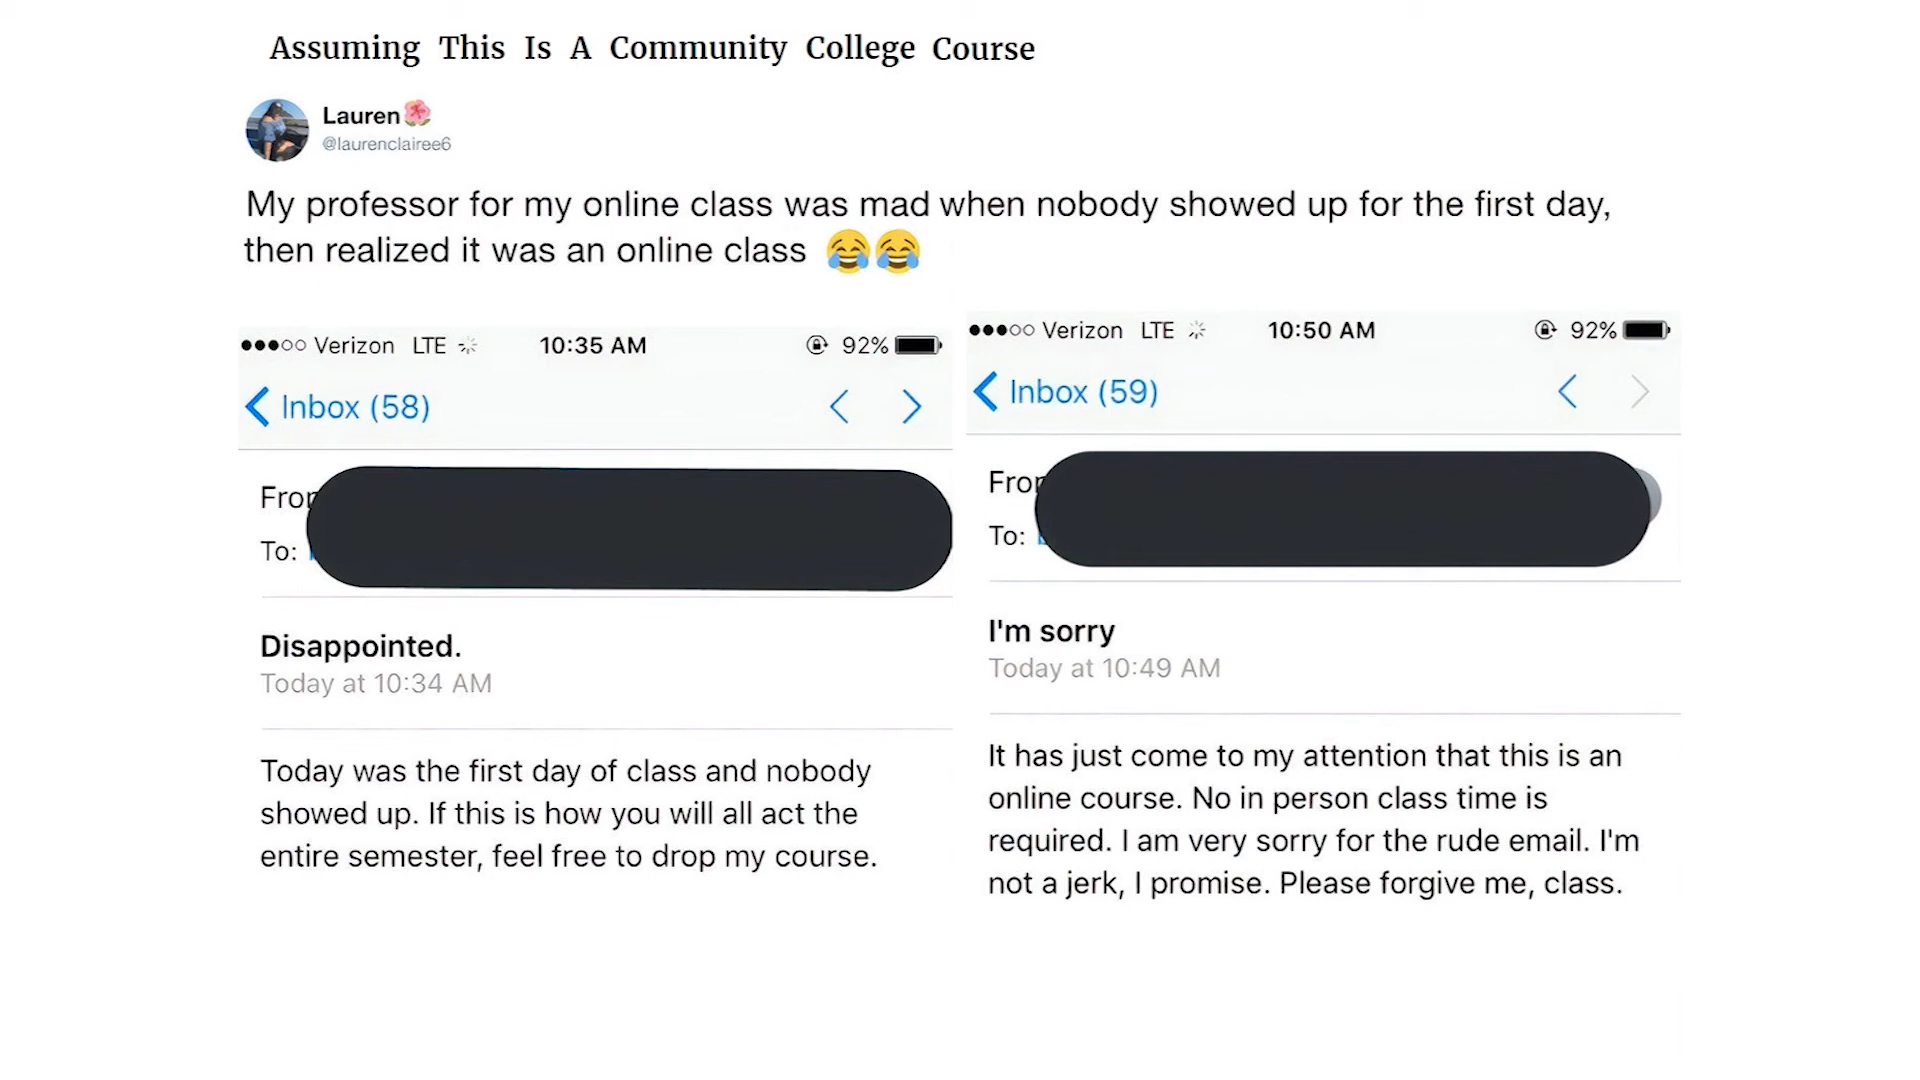 Assuming This Is A Community College Course
Lauren🌺
@laurenclairee6
My professor for my online class was mad when nobody showed up for the first day,
then realized it was an online class 😂😂
Verizon LTE 10:35 AM 92%
Inbox (58)
From
To:
Disappointed.
Today at 10:34 AM
Today was the first day of class and nobody
showed up. If this is how you will all act the
entire semester, feel free to drop my course.
Verizon LTE 10:50 AM 92%
Inbox (59)
From
To:
I'm sorry
Today at 10:49 AM
It has just come to my attention that this is an
online course. No in person class time is
required. I am very sorry for the rude email. I'm
not a jerk, I promise. Please forgive me, class.